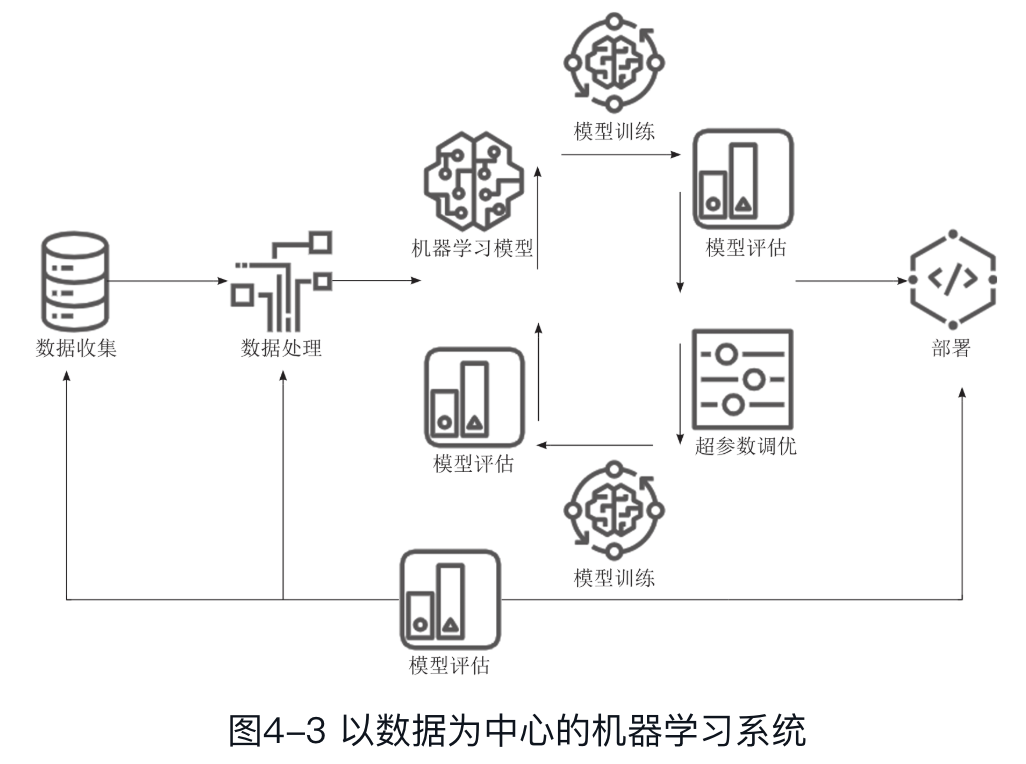 模型训练
机器学习模型
模型评估
数据收集
数据处理
部署
模型评估
超参数调优
模型训练
模型评估
图4-3 以数据为中心的机器学习系统